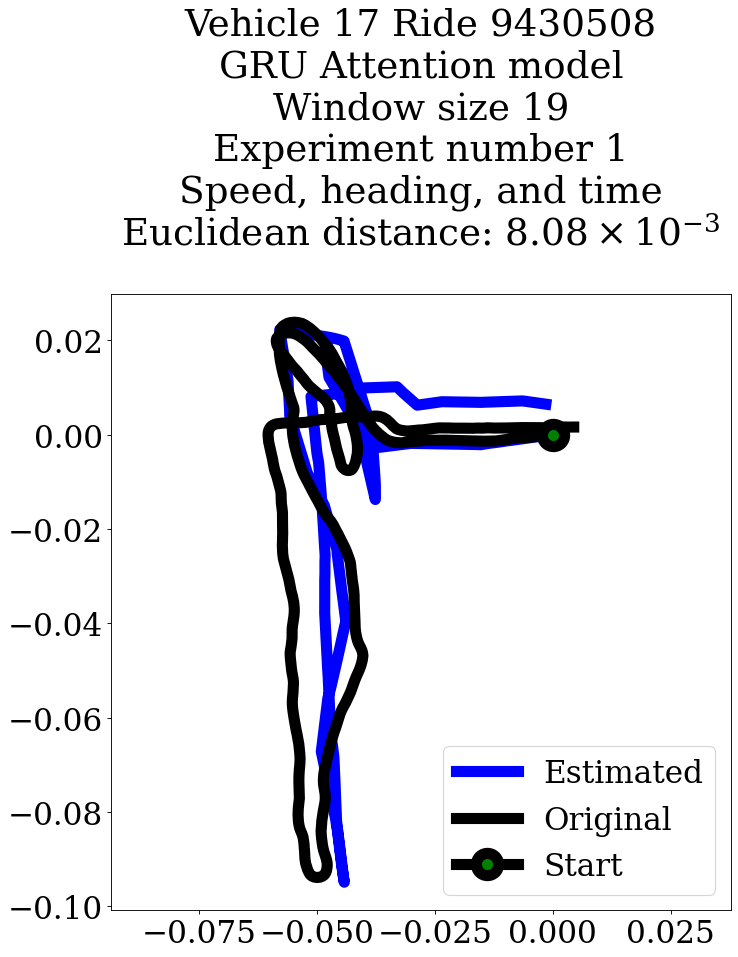 Vehicle 17 Ride 9430508
GRU Attention model
Window size 19
Experiment number 1
Speed, heading, and time
Euclidean distance: 8.08 × 10⁻³
0.02
0.00
−0.02
−0.04
−0.06
−0.08
−0.10
Estimated
Original
Start
−0.075 −0.050 −0.025 0.000 0.025